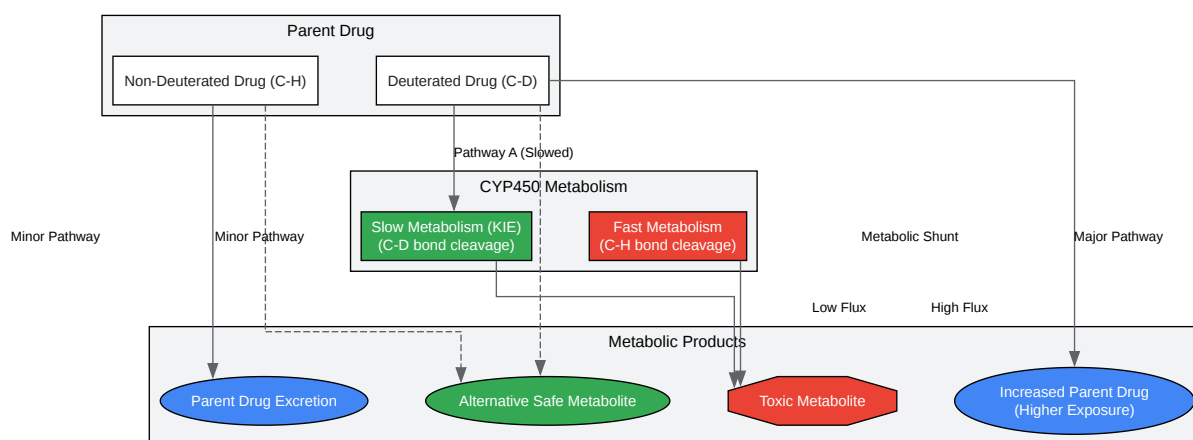 Parent Drug
Non-Deuterated Drug (C-H)
Deuterated Drug (C-D)
Pathway A (Slowed)
CYP450 Metabolism
Slow Metabolism (KIE)
(C-D bond cleavage)
Fast Metabolism
(C-H bond cleavage)
Minor Pathway
Minor Pathway
Metabolic Shunt
Major Pathway
Low Flux
High Flux
Metabolic Products
Parent Drug Excretion
Alternative Safe Metabolite
Toxic Metabolite
Increased Parent Drug
(Higher Exposure)